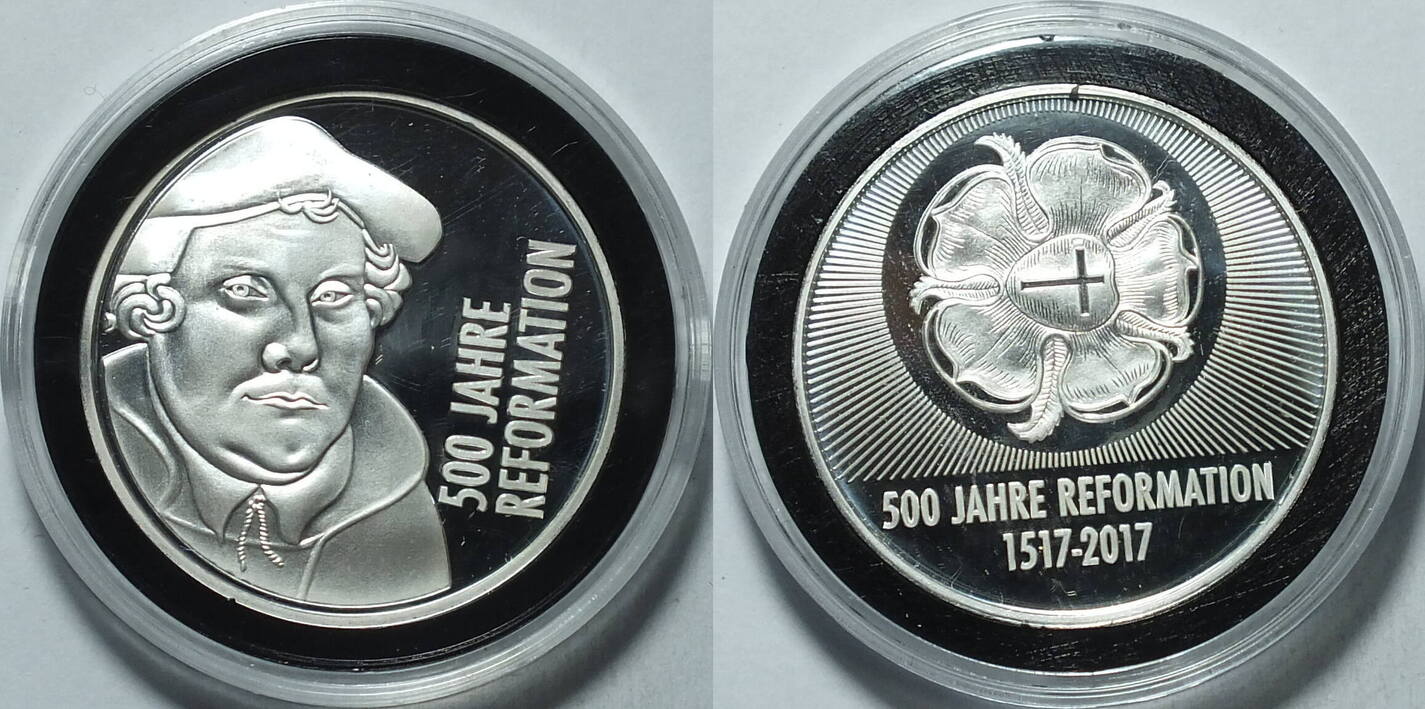 500 JAHRE
REFORMATION
500 JAHRE REFORMATION
1517-2017